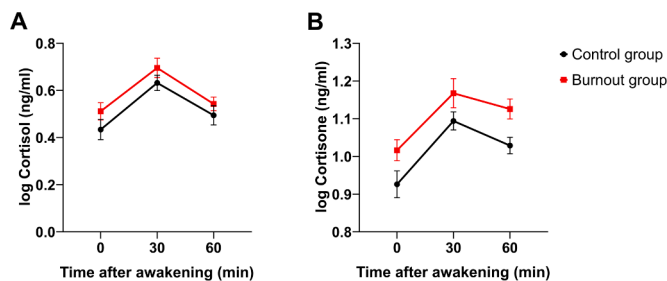 A
log Cortisol (ng/ml)
0.8
0.6
0.4
0.2
0.0
0 30 60
Time after awakening (min)
B
log Cortisone (ng/ml)
1.3
1.2
1.1
1.0
0.9
0.8
0 30 60
Time after awakening (min)
Control group
Burnout group